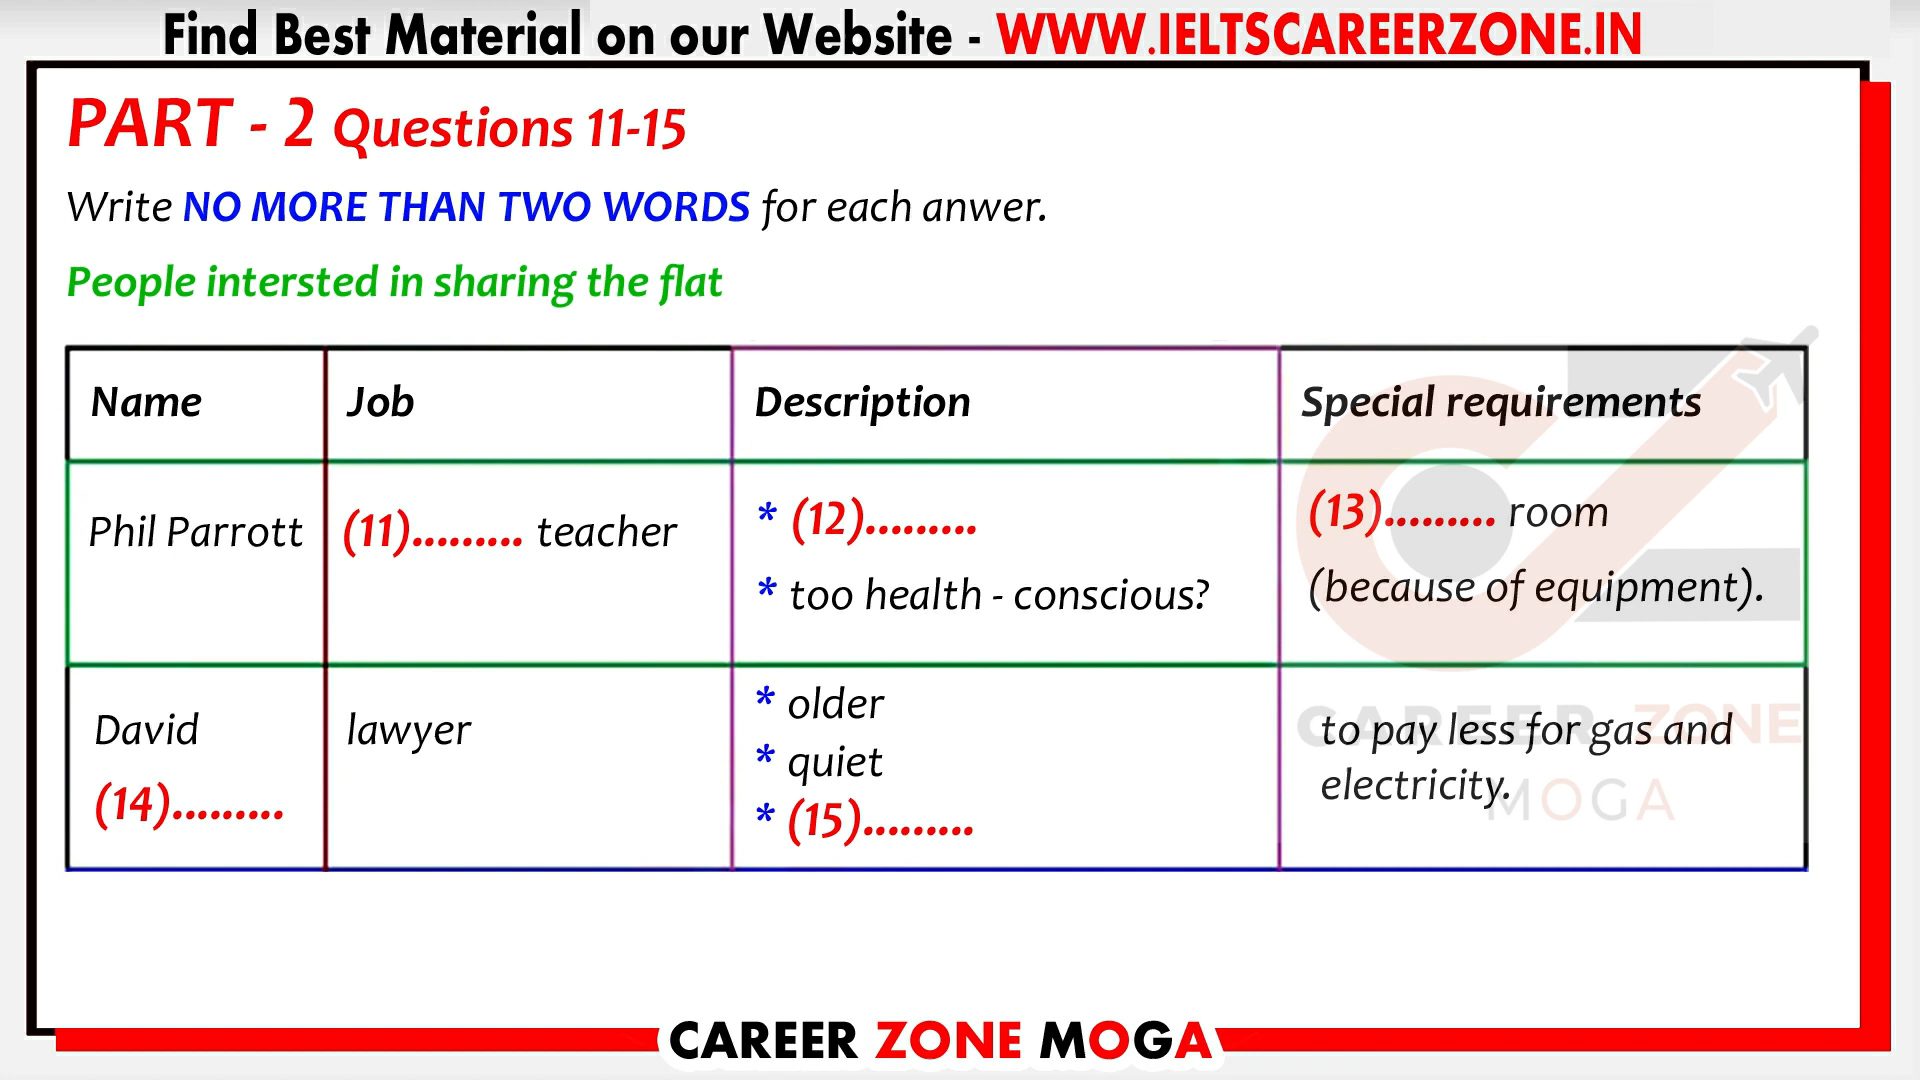 Find Best Material on our Website - WWW.IELTSCAREERZONE.IN
PART - 2 Questions 11-15
Write NO MORE THAN TWO WORDS for each anwer.
People intersted in sharing the flat
Name Job Description Special requirements
Phil Parrott (11)......... teacher
* (12).........
* too health - conscious?
(13)......... room
(because of equipment).
David
(14).........
lawyer
* older
* quiet
* (15).........
to pay less for gas and
electricity.
CAREER ZONE
MOGA
CAREER ZONE MOGA